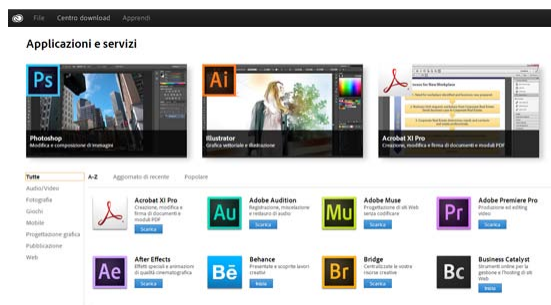 File Centro download Apprendi
Applicazioni e servizi
Ps
Photoshop
Modifica e composizione di immagini
Ai
Illustrator
Grafica vettoriale e illustrazione
Acrobat XI Pro
Creazione, modifica e firma di documenti e moduli PDF
Tutte
Audio/Video
Fotografia
Giochi
Mobile
Progettazione grafica
Pubblicazione
Web
A-Z Aggiornato di recente Popolare
Acrobat XI Pro
Creazione, modifica e
firma di documenti e
moduli PDF
Scarica
Au
Adobe Audition
Registrazione, miscelazione
e restauro di audio
Scarica
Mu
Adobe Muse
Progettazione di siti Web
senza codificare
Scarica
Pr
Adobe Premiere Pro
Produzione ed editing
video
Scarica
Ae
After Effects
Effetti speciali e animazioni
di qualità cinematografica
Scarica
Bē
Behance
Presentate e scoprite lavori
creativi
Inizia
Br
Bridge
Centralizzate le vostre
risorse creative
Scarica
Bc
Business Catalyst
Strumenti online per la
gestione e l'hosting di siti
Web
Inizia